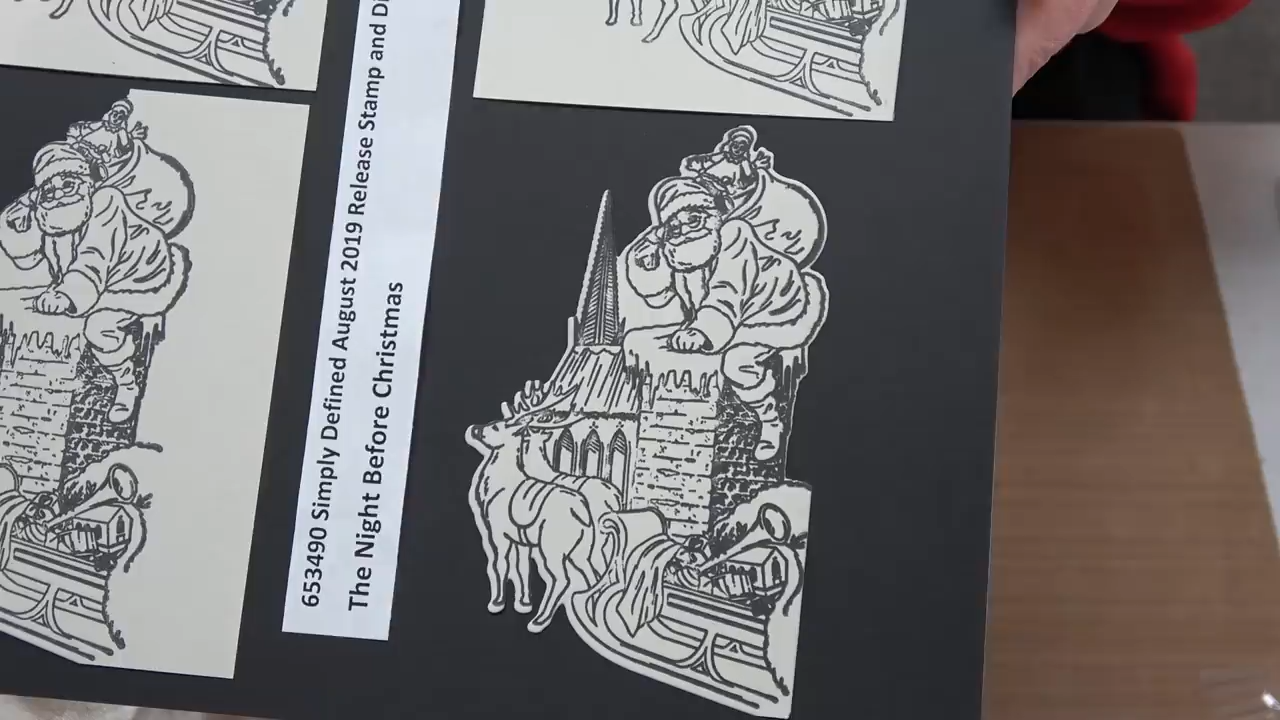 653490 Simply Defined August 2019 Release Stamp and
The Night Before Christmas